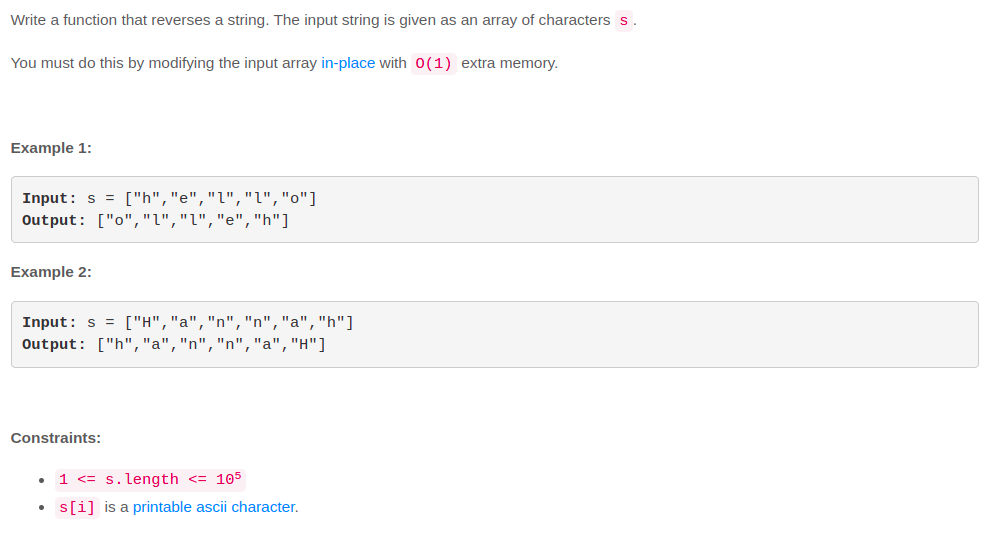 Write a function that reverses a string. The input string is given as an array of characters s.
You must do this by modifying the input array in-place with O(1) extra memory.
Example 1:
Input: s = ["h","e","l","l","o"]
Output: ["o","l","l","e","h"]
Example 2:
Input: s = ["H","a","n","n","a","h"]
Output: ["h","a","n","n","a","H"]
Constraints:
• 1 <= s.length <= 10⁵
• s[i] is a printable ascii character.